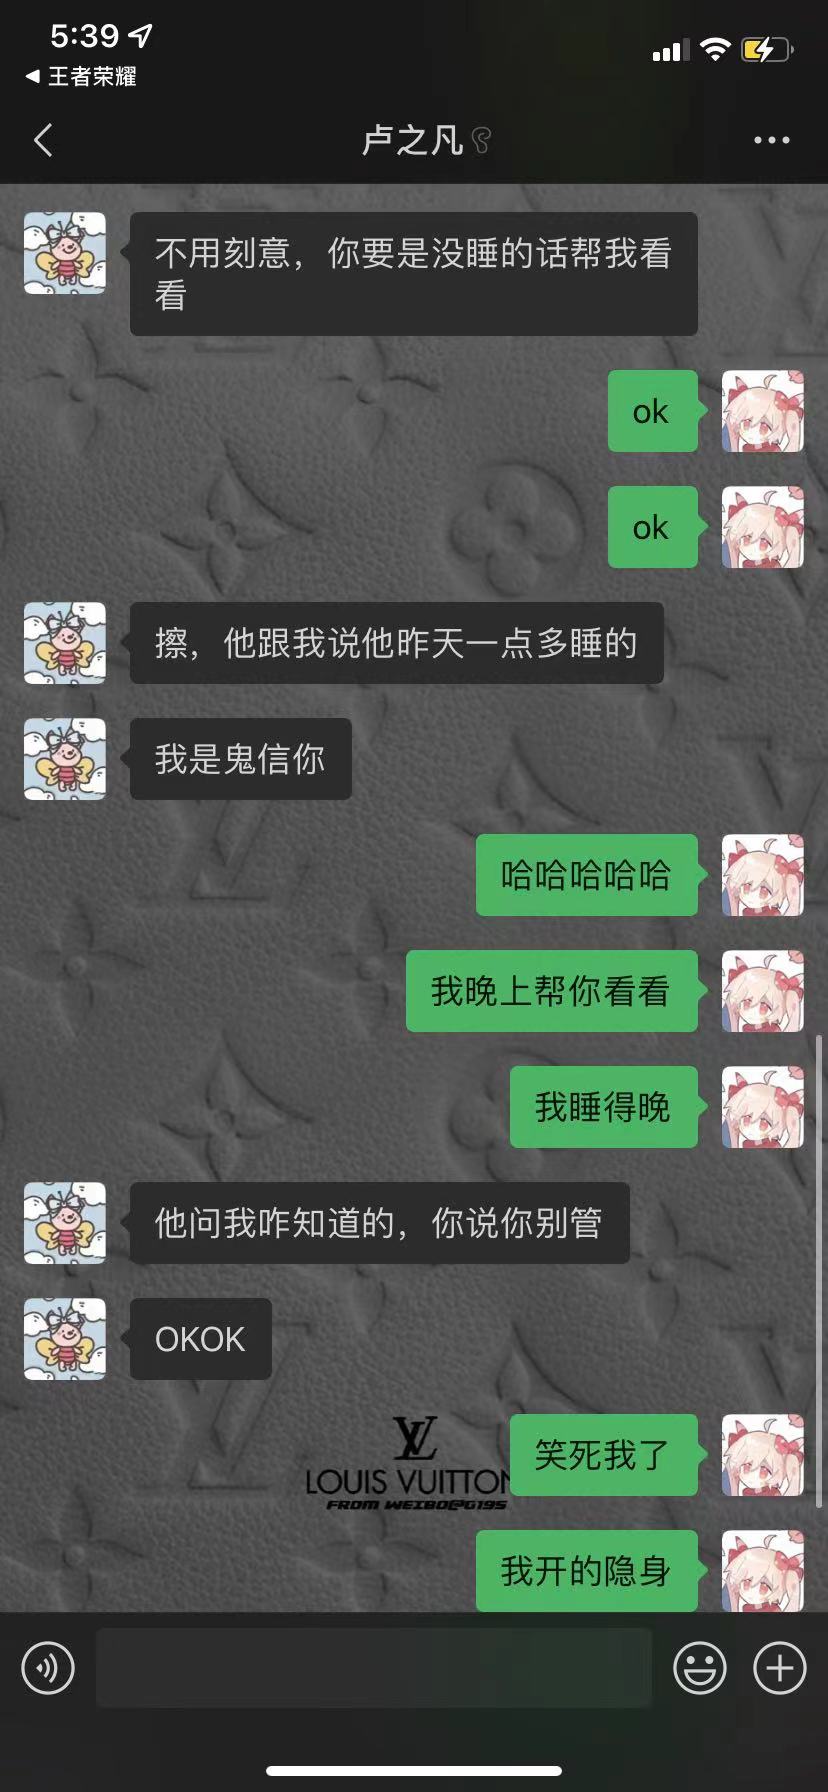 5:39
王者荣耀
卢之凡
不用刻意，你要是没睡的话帮我看
看
ok
ok
擦，他跟我说他昨天一点多睡的
我是鬼信你
哈哈哈哈哈
我晚上帮你看看
我睡得晚
他问我咋知道的，你说你别管
OKOK
笑死我了
LV
LOUIS VUITTON
FROM WEIBO@G19S
我开的隐身